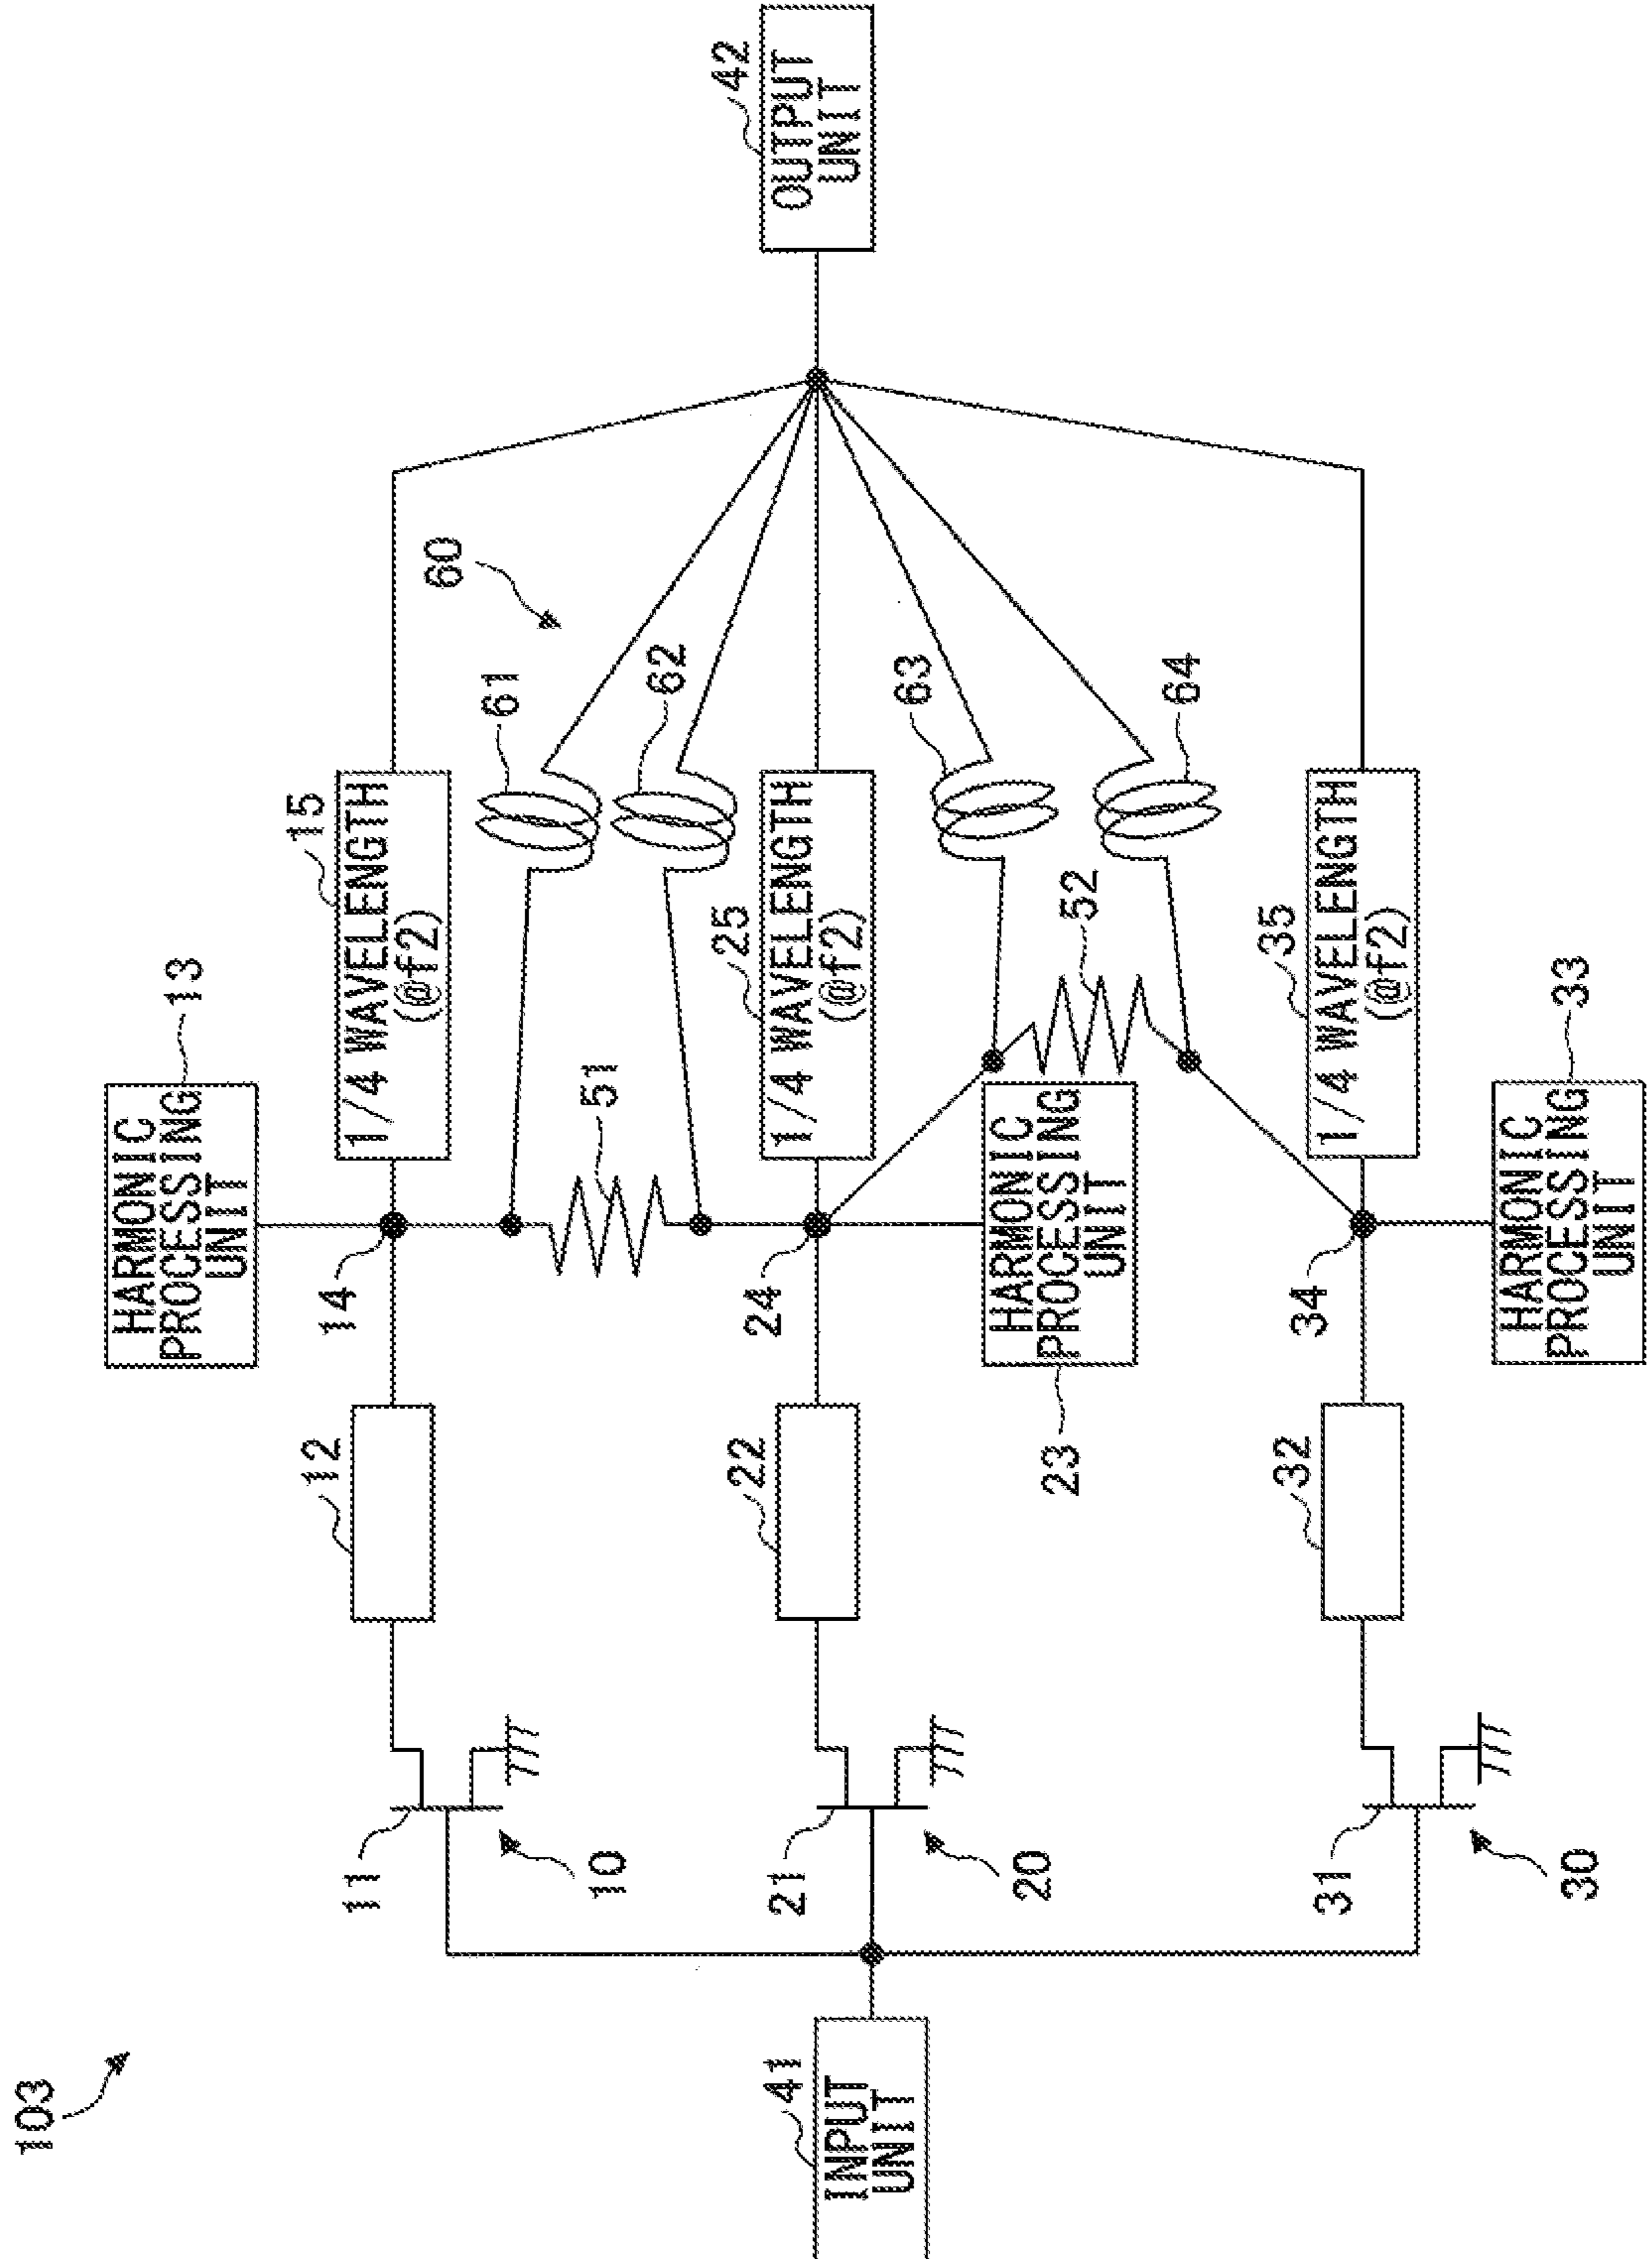 103
HARMONIC
PROCESSING
UNIT
13
12
14
15
1/4 WAVELENGTH
(@f2)
11
10
51
61
60
62
42
OUTPUT
UNIT
41
INPUT
UNIT
21
20
22
24
25
1/4 WAVELENGTH
(@f2)
HARMONIC
PROCESSING
UNIT
23
52
63
64
31
30
32
34
35
1/4 WAVELENGTH
(@f2)
HARMONIC
PROCESSING
UNIT
33